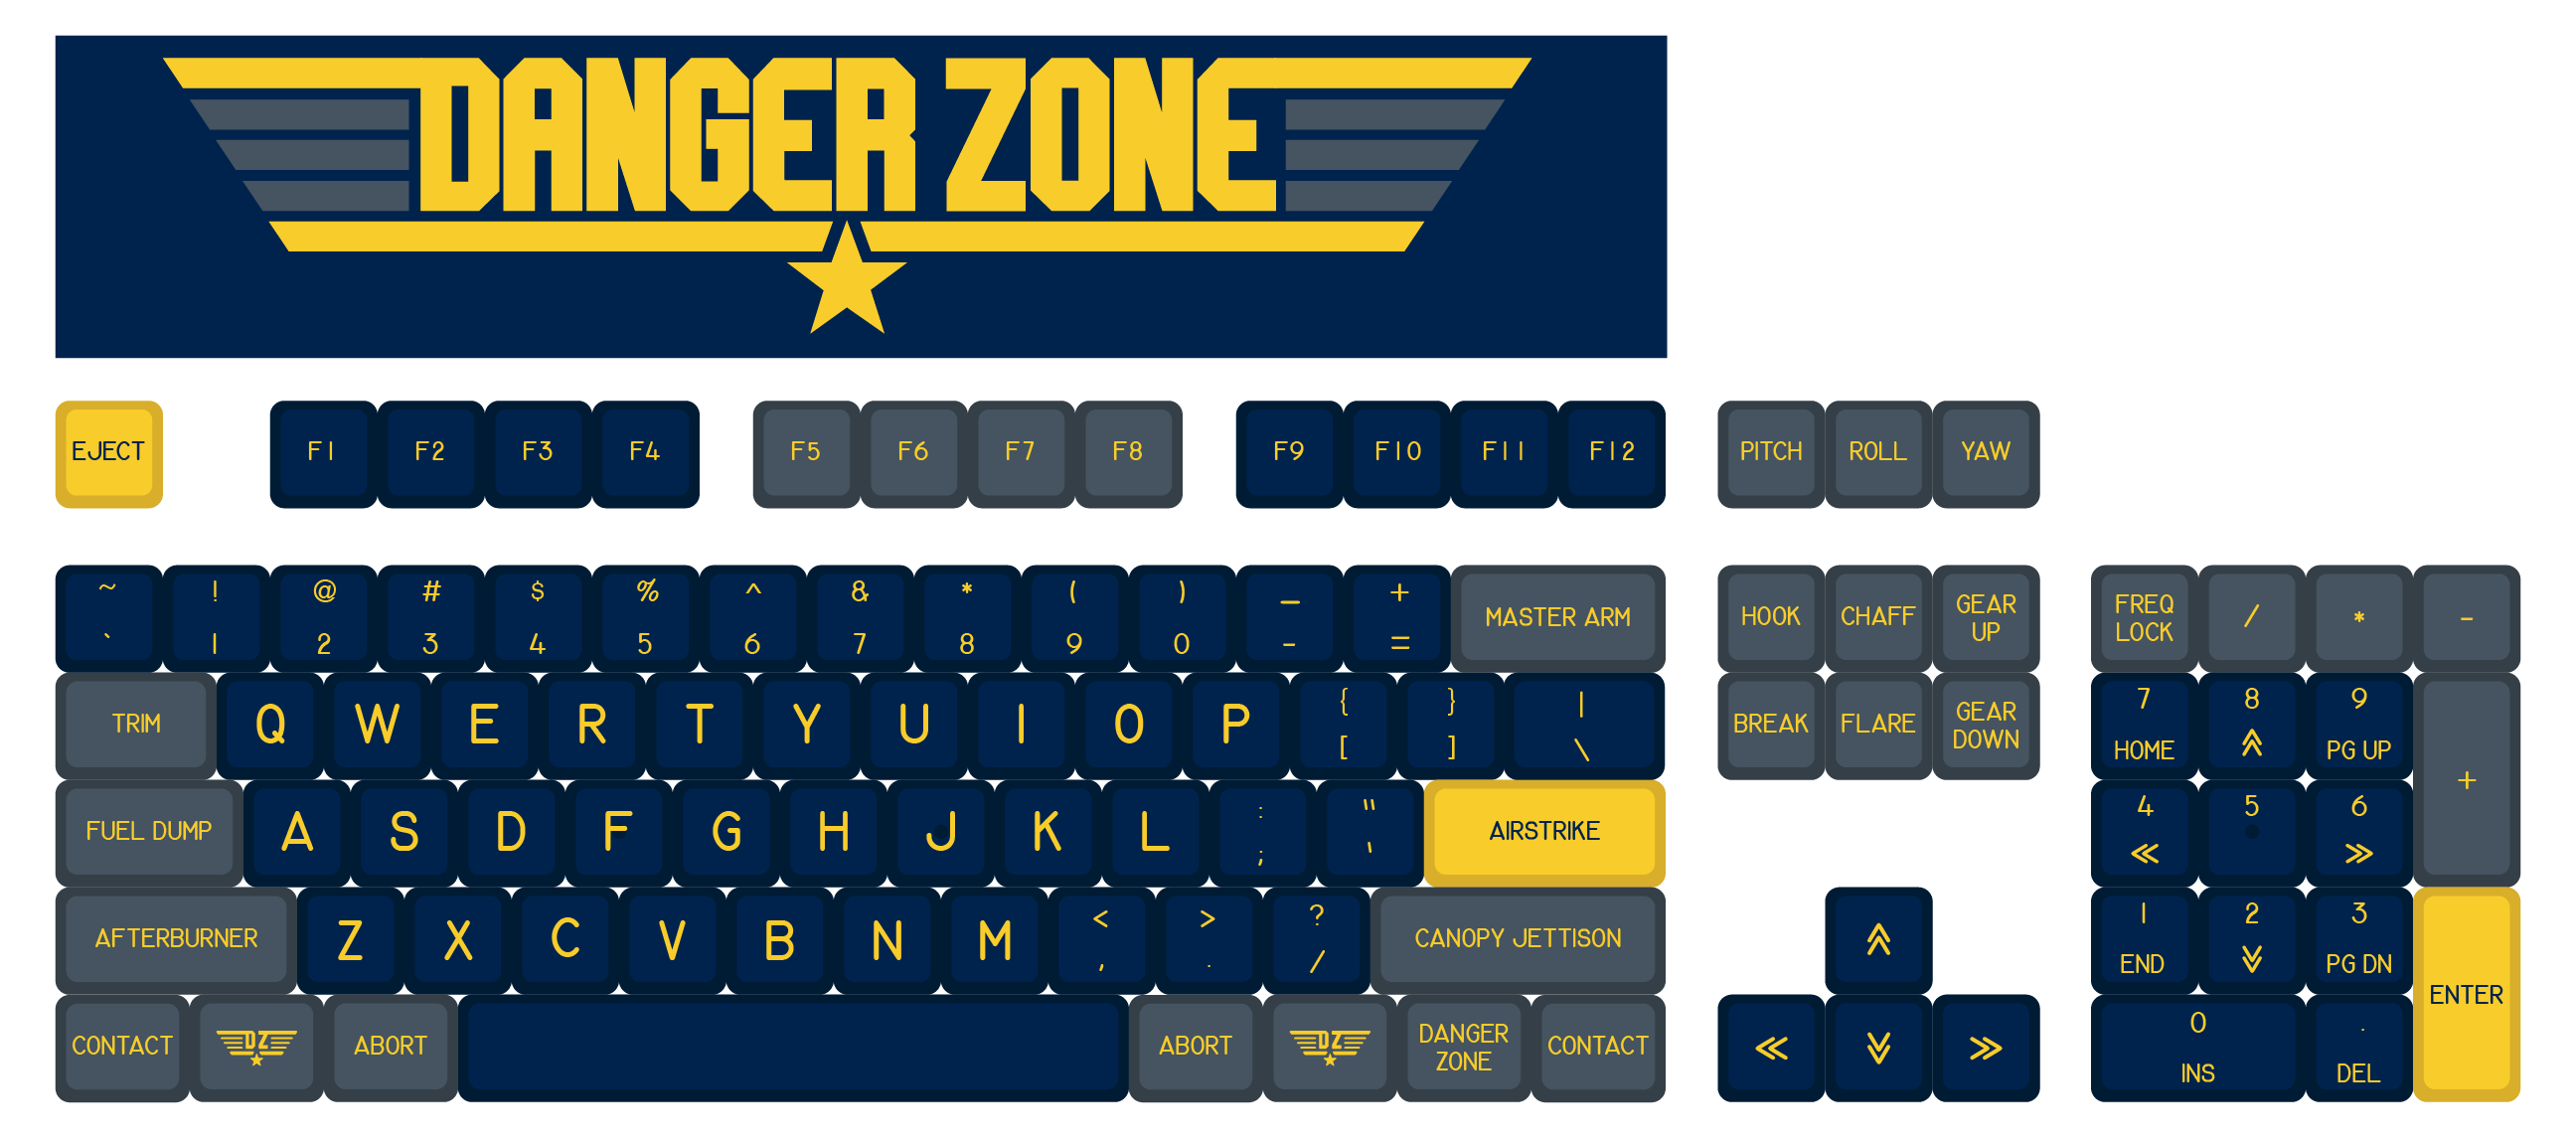 DANGER ZONE
EJECT F1 F2 F3 F4 F5 F6 F7 F8 F9 F10 F11 F12 PITCH ROLL YAW
~ ! @ # $ % ^ & * ( ) _ +
` 1 2 3 4 5 6 7 8 9 0 - = MASTER ARM HOOK CHAFF GEAR UP FREQ LOCK / * -
TRIM Q W E R T Y U I O P { [ } ] | \ BREAK FLARE GEAR DOWN 7 HOME 8 9 PG UP +
FUEL DUMP A S D F G H J K L : ; " ' AIRSTRIKE 4 5 6
AFTERBURNER Z X C V B N M < , > . ? / CANOPY JETTISON 1 END 2 3 PG DN ENTER
CONTACT DZ ABORT ABORT DZ DANGER ZONE CONTACT 0 INS . DEL